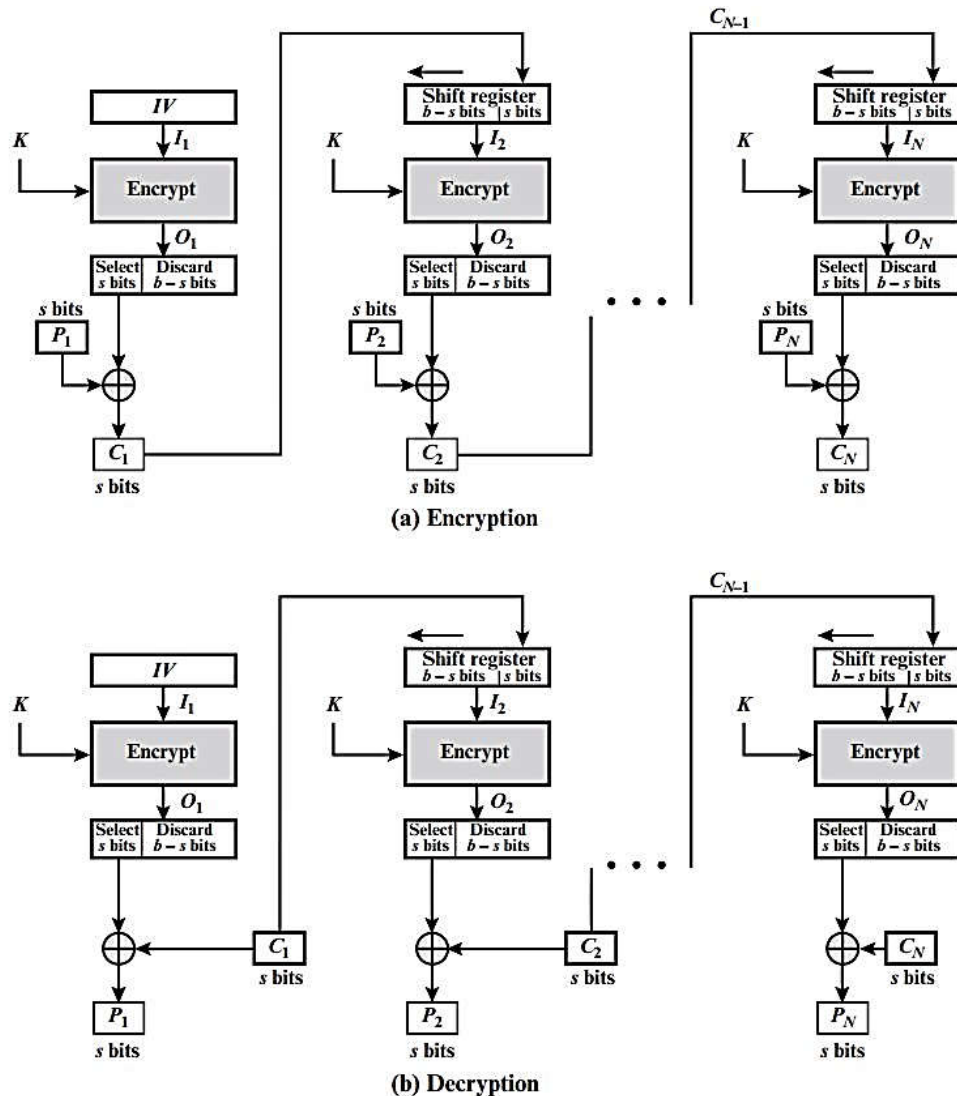 C_{N-1}
IV
Shift register
b – s bits | s bits
Shift register
b – s bits | s bits
K
I_1
K
I_2
K
I_N
Encrypt
Encrypt
Encrypt
O_1
O_2
O_N
Select
s bits
Discard
b – s bits
Select
s bits
Discard
b – s bits
• • •
Select
s bits
Discard
b – s bits
s bits
P_1
s bits
P_2
s bits
P_N
C_1
s bits
C_2
s bits
C_N
s bits
(a) Encryption
C_{N-1}
IV
Shift register
b – s bits | s bits
Shift register
b – s bits | s bits
K
I_1
K
I_2
K
I_N
Encrypt
Encrypt
Encrypt
O_1
O_2
O_N
Select
s bits
Discard
b – s bits
Select
s bits
Discard
b – s bits
• • •
Select
s bits
Discard
b – s bits
C_1
s bits
C_2
s bits
C_N
s bits
P_1
s bits
P_2
s bits
P_N
s bits
(b) Decryption